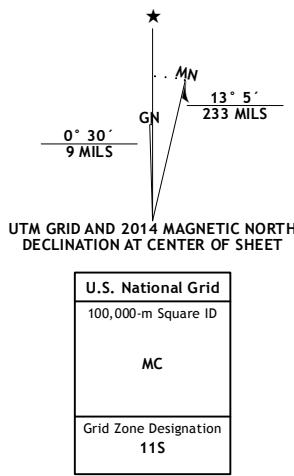 ★
MN
GN
13° 5´
233 MILS
0° 30´
9 MILS
UTM GRID AND 2014 MAGNETIC NORTH
DECLINATION AT CENTER OF SHEET
U.S. National Grid
100,000-m Square ID
MC
Grid Zone Designation
11S